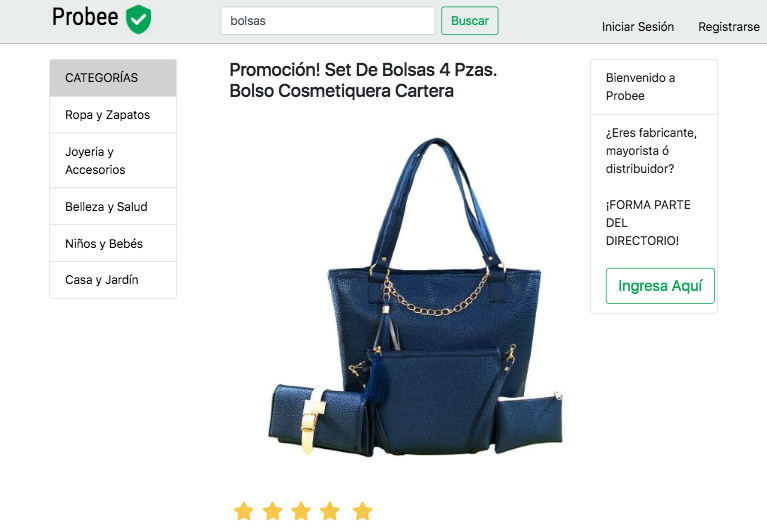 Probee
bolsas
Buscar
Iniciar Sesión
Registrarse
CATEGORÍAS
Ropa y Zapatos
Joyeria y
Accesorios
Belleza y Salud
Niños y Bebés
Casa y Jardín
Promoción! Set De Bolsas 4 Pzas.
Bolso Cosmetiquera Cartera
Bienvenido a
Probee
¿Eres fabricante,
mayorista ó
distribuidor?
¡FORMA PARTE
DEL
DIRECTORIO!
Ingresa Aquí